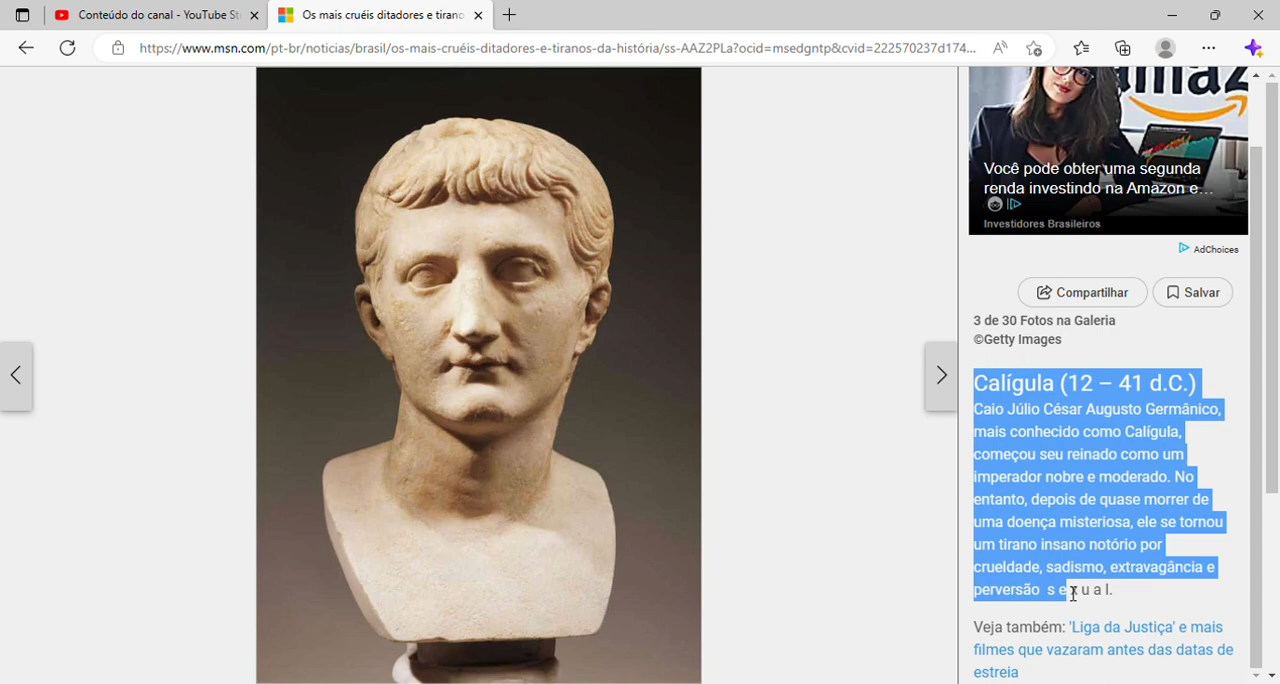 Conteúdo do canal - YouTube St
Os mais cruéis ditadores e tirano
https://www.msn.com/pt-br/noticias/brasil/os-mais-cruéis-ditadores-e-tiranos-da-história/ss-AAZ2PLa?ocid=msedgntp&cvid=222570237d174...
amaz
Você pode obter uma segunda
renda investindo na Amazon e...
Investidores Brasileiros
AdChoices
Compartilhar
Salvar
3 de 30 Fotos na Galeria
©Getty Images
Calígula (12 – 41 d.C.)
Caio Júlio César Augusto Germânico,
mais conhecido como Calígula,
começou seu reinado como um
imperador nobre e moderado. No
entanto, depois de quase morrer de
uma doença misteriosa, ele se tornou
um tirano insano notório por
crueldade, sadismo, extravagância e
perversão s e x u a l.
Veja também: 'Liga da Justiça' e mais
filmes que vazaram antes das datas de
estreia